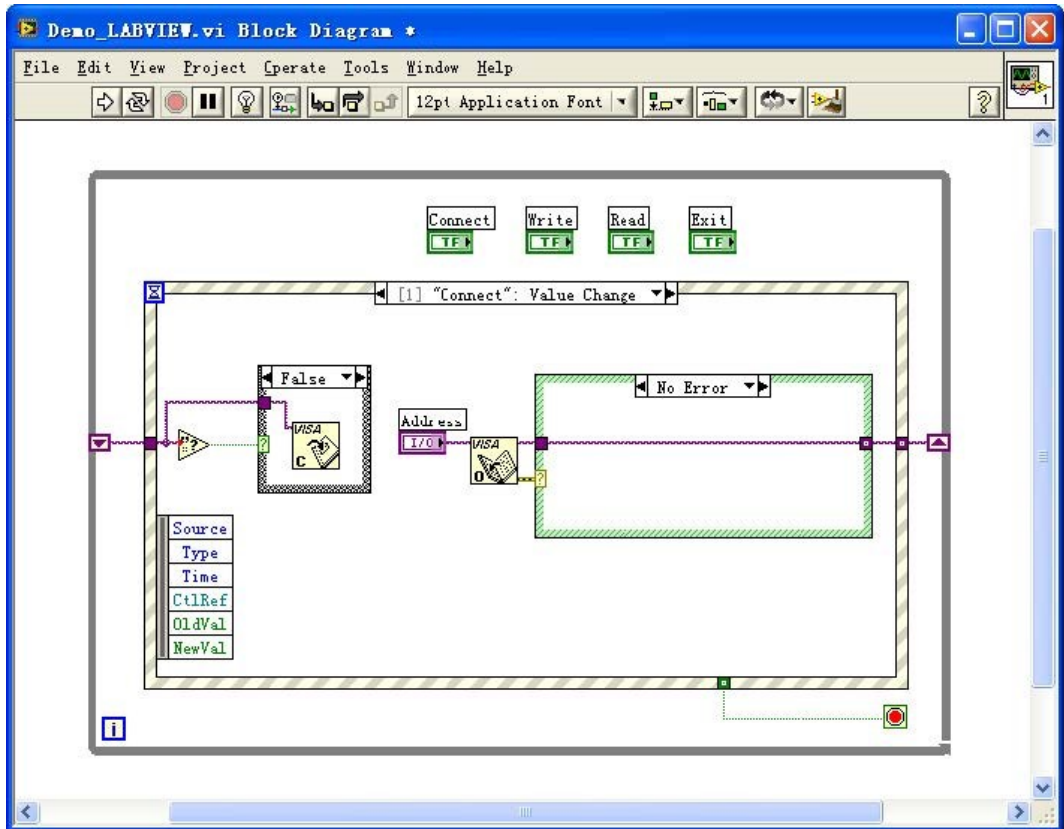 Demo_LABVIEW.vi Block Diagram *
File Edit View Project Operate Tools Window Help
12pt Application Font
?
1
Connect Write Read Exit
TF TF TF TF
[1] "Connect": Value Change
False
No Error
Address
I/O
VISA
C
VISA
O
?
?
?
Source
Type
Time
CtlRef
OldVal
NewVal
i